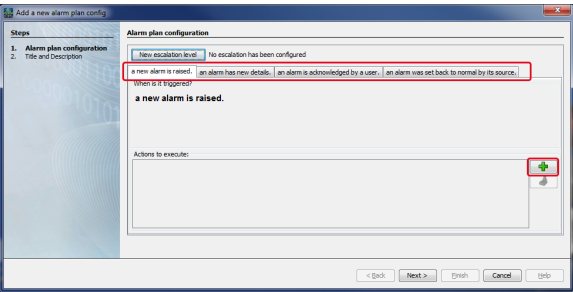 Add a new alarm plan config
Steps
1. Alarm plan configuration
2. Title and Description
Alarm plan configuration
New escalation level No escalation has been configured
a new alarm is raised. an alarm has new details. an alarm is acknowledged by a user. an alarm was set back to normal by its source.
When is it triggered?
a new alarm is raised.
Actions to execute:
< Back Next > Finish Cancel Help